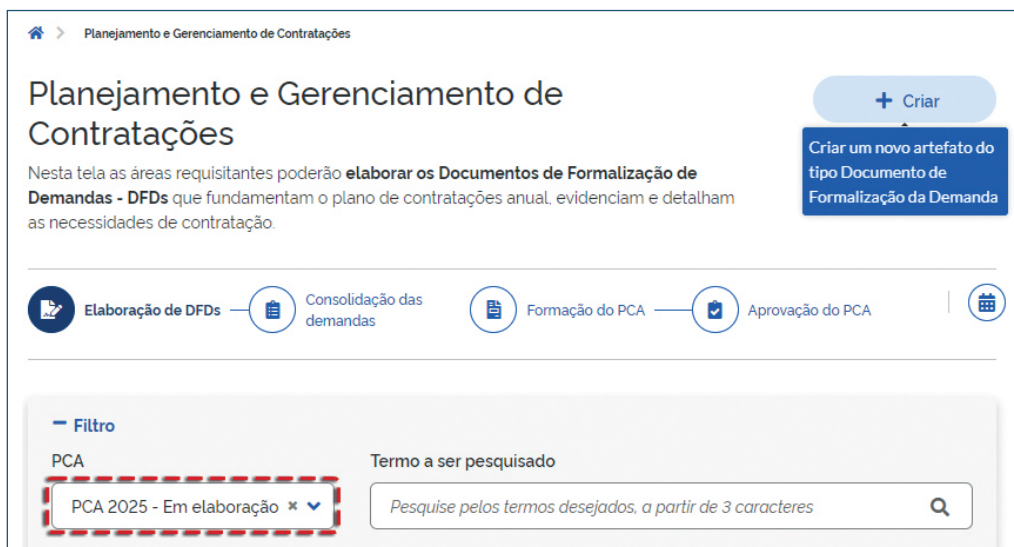 Planejamento e Gerenciamento de Contratações
Planejamento e Gerenciamento de
Contratações
+ Criar
Criar um novo artefato do
tipo Documento de
Formalização da Demanda
Nesta tela as áreas requisitantes poderão elaborar os Documentos de Formalização de
Demandas - DFDs que fundamentam o plano de contratações anual, evidenciam e detalham
as necessidades de contratação.
Elaboração de DFDs
Consolidação das
demandas
Formação do PCA
Aprovação do PCA
Filtro
PCA
Termo a ser pesquisado
PCA 2025 - Em elaboração
Pesquise pelos termos desejados, a partir de 3 caracteres